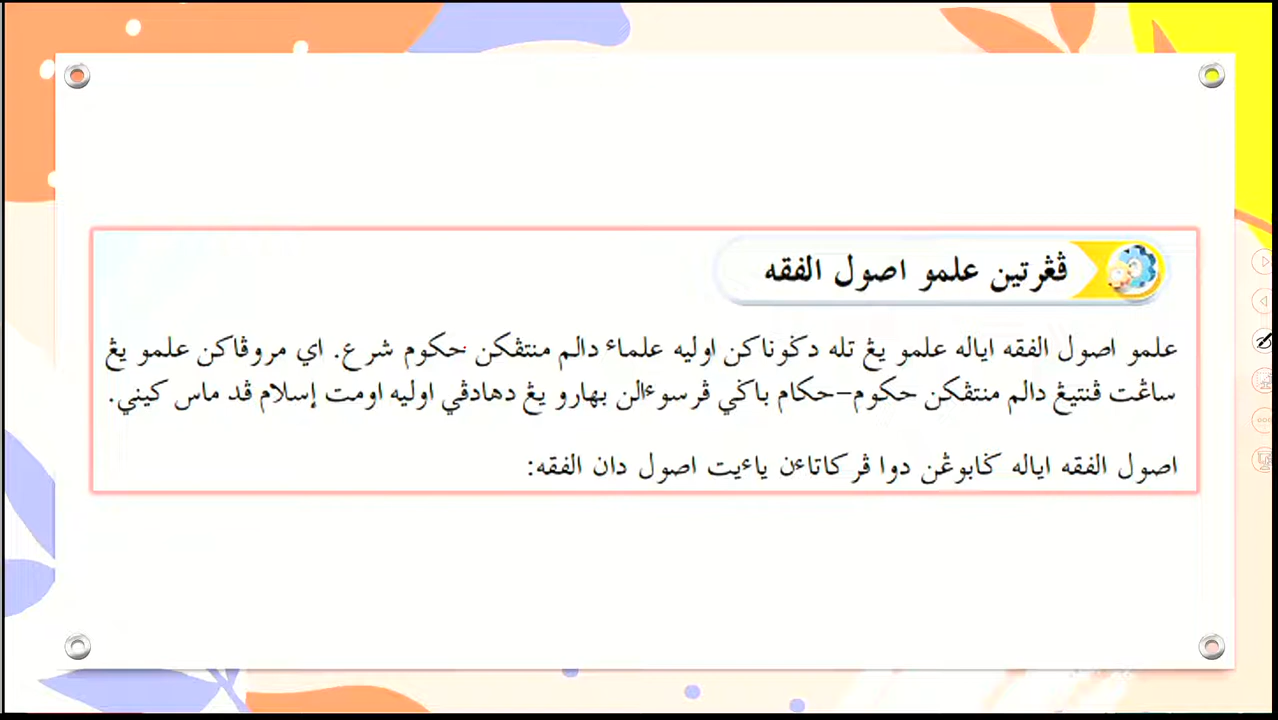 ڤڠرتين علمو اصول الفقه
علمو اصول الفقه اياله علمو يڠ تله دݢوناکن اوليه علماء دالم منتڤکن حکوم شرع. اي مروڤاکن علمو يڠ
ساڠت ڤنتيڠ دالم منتڤکن حکوم–حکام باݢي ڤرسوءالن بهارو يڠ دهادڤي اوليه اومت إسلام ڤد ماس کيني.
اصول الفقه اياله ݢابوڠن دوا ڤرکاتاءن ياءيت اصول دان الفقه: